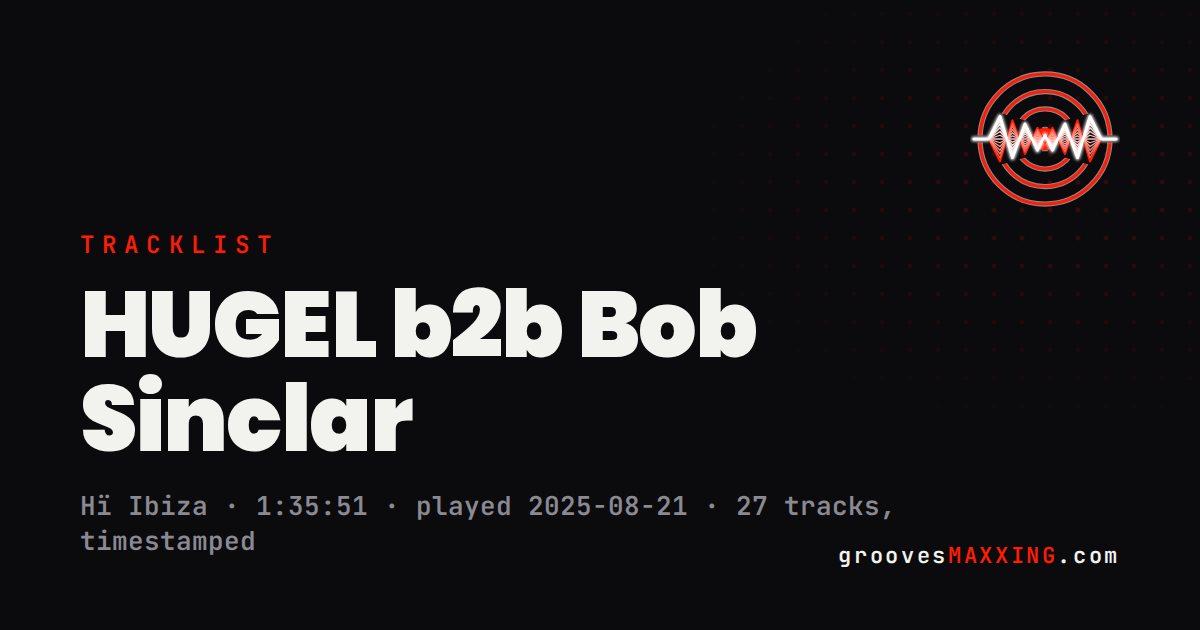 TRACKLIST
HUGEL b2b Bob
Sinclar
Hï Ibiza · 1:35:51 · played 2025-08-21 · 27 tracks,
timestamped
groovesMAXXING.com